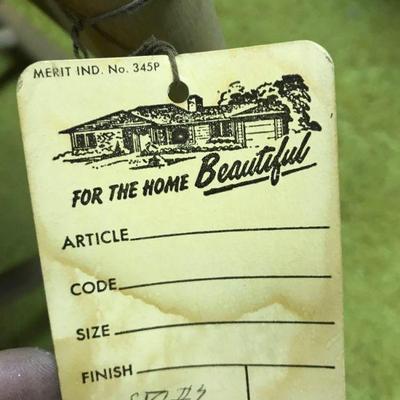 MERIT IND. No. 345P
FOR THE HOME Beautiful
ARTICLE
CODE
SIZE
FINISH